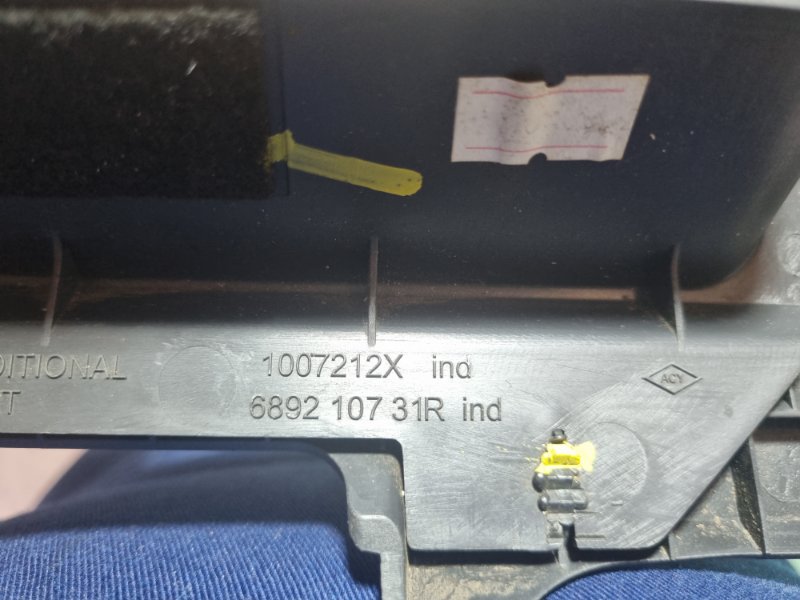 DITIONAL
1007212X ind
ACY
T
6892 107 31R ind